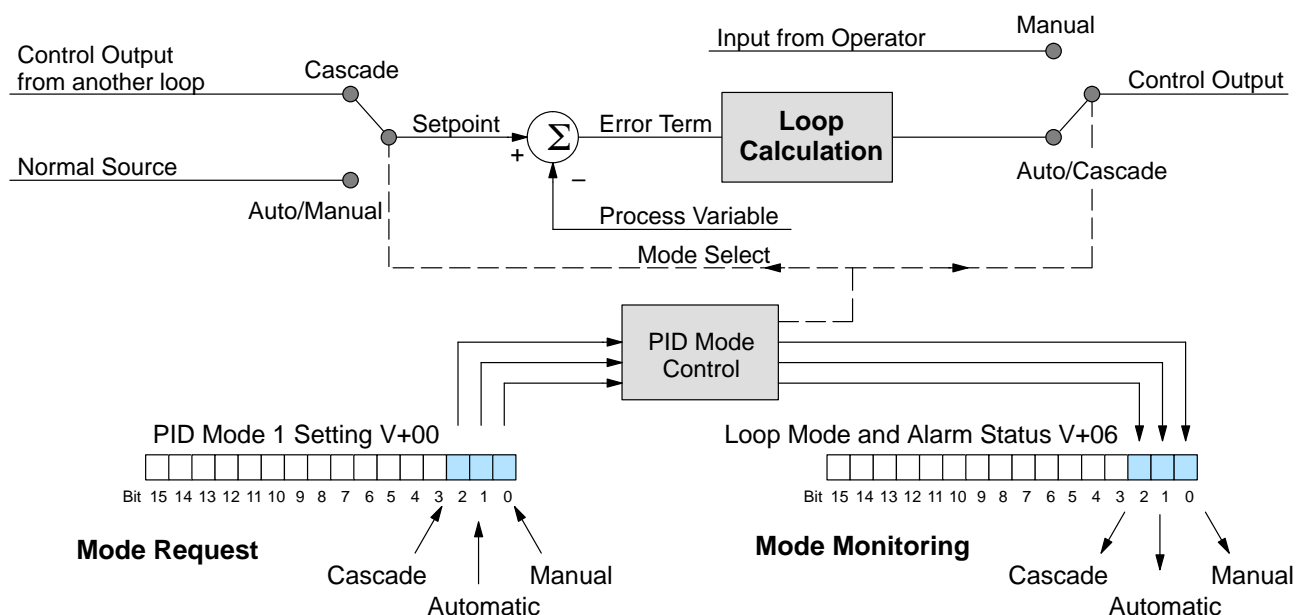 Input from Operator
Manual
Control Output
from another loop
Cascade
Control Output
Setpoint
+
Σ
−
Error Term
Loop
Calculation
Normal Source
Auto/Manual
Auto/Cascade
Process Variable
Mode Select
PID Mode
Control
PID Mode 1 Setting V+00
Bit 15 14 13 12 11 10 9 8 7 6 5 4 3 2 1 0
Mode Request
Cascade
Automatic
Manual
Loop Mode and Alarm Status V+06
Bit 15 14 13 12 11 10 9 8 7 6 5 4 3 2 1 0
Mode Monitoring
Cascade
Automatic
Manual